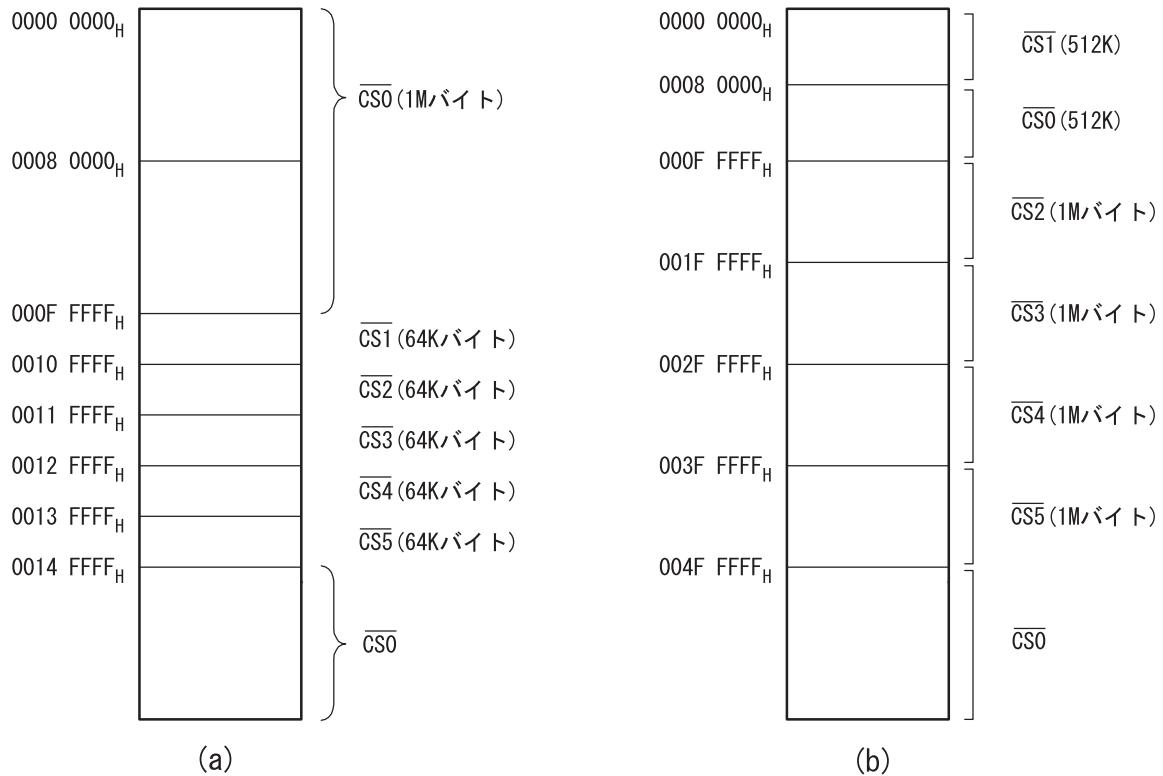 0000 0000H
CS0(1Mバイト)
0008 0000H
000F FFFFH
CS1(64Kバイト)
0010 FFFFH
CS2(64Kバイト)
0011 FFFFH
CS3(64Kバイト)
0012 FFFFH
CS4(64Kバイト)
0013 FFFFH
CS5(64Kバイト)
0014 FFFFH
CS0
(a)
0000 0000H
CS1(512K)
0008 0000H
CS0(512K)
000F FFFFH
CS2(1Mバイト)
001F FFFFH
CS3(1Mバイト)
002F FFFFH
CS4(1Mバイト)
003F FFFFH
CS5(1Mバイト)
004F FFFFH
CS0
(b)